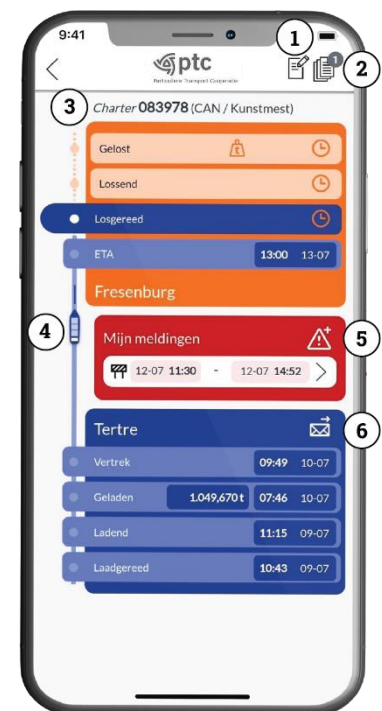 9:41
1
ptc
Particuliere Transport Coöperatie
1
2
3
Charter 083978 (CAN / Kunstmest)
Gelost t
Lossend
Losgereed
ETA 13:00 13-07
Fresenburg
4
Mijn meldingen
5
12-07 11:30 - 12-07 14:52
Tertre
6
Vertrek 09:49 10-07
Geladen 1.049,670 t 07:46 10-07
Ladend 11:15 09-07
Laadgereed 10:43 09-07